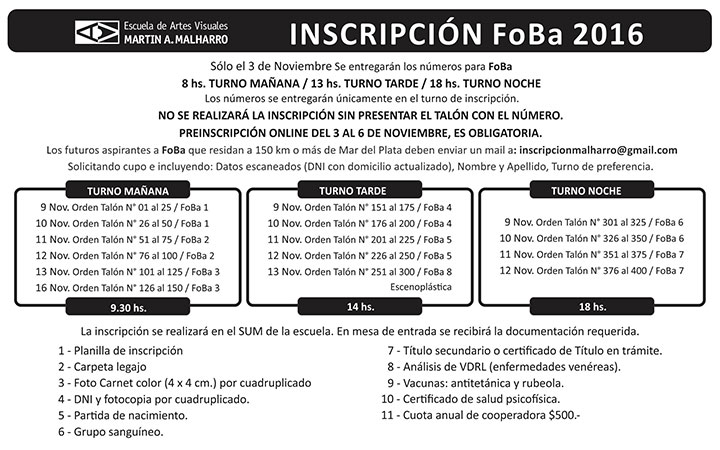 Escuela de Artes Visuales
MARTIN A. MALHARRO
INSCRIPCIÓN FoBa 2016
Sólo el 3 de Noviembre Se entregarán los números para FoBa
8 hs. TURNO MAÑANA / 13 hs. TURNO TARDE / 18 hs. TURNO NOCHE
Los números se entregarán únicamente en el turno de inscripción.
NO SE REALIZARÁ LA INSCRIPCIÓN SIN PRESENTAR EL TALÓN CON EL NÚMERO.
PREINSCRIPCIÓN ONLINE DEL 3 AL 6 DE NOVIEMBRE, ES OBLIGATORIA.
Los futuros aspirantes a FoBa que residan a 150 km o más de Mar del Plata deben enviar un mail a: inscripcionmalharro@gmail.com
Solicitando cupo e incluyendo: Datos escaneados (DNI con domicilio actualizado), Nombre y Apellido, Turno de preferencia.
TURNO MAÑANA
9 Nov. Orden Talón N° 01 al 25 / FoBa 1
10 Nov. Orden Talón N° 26 al 50 / FoBa 1
11 Nov. Orden Talón N° 51 al 75 / FoBa 2
12 Nov. Orden Talón N° 76 al 100 / FoBa 2
13 Nov. Orden Talón N° 101 al 125 / FoBa 3
16 Nov. Orden Talón N° 126 al 150 / FoBa 3
9.30 hs.
TURNO TARDE
9 Nov. Orden Talón N° 151 al 175 / FoBa 4
10 Nov. Orden Talón N° 176 al 200 / FoBa 4
11 Nov. Orden Talón N° 201 al 225 / FoBa 5
12 Nov. Orden Talón N° 226 al 250 / FoBa 5
13 Nov. Orden Talón N° 251 al 300 / FoBa 8
Escenoplástica
14 hs.
TURNO NOCHE
9 Nov. Orden Talón N° 301 al 325 / FoBa 6
10 Nov. Orden Talón N° 326 al 350 / FoBa 6
11 Nov. Orden Talón N° 351 al 375 / FoBa 7
12 Nov. Orden Talón N° 376 al 400 / FoBa 7
18 hs.
La inscripción se realizará en el SUM de la escuela. En mesa de entrada se recibirá la documentación requerida.
1 - Planilla de inscripción
2 - Carpeta legajo
3 - Foto Carnet color (4 x 4 cm.) por cuadruplicado
4 - DNI y fotocopia por cuadruplicado.
5 - Partida de nacimiento.
6 - Grupo sanguíneo.
7 - Título secundario o certificado de Título en trámite.
8 - Análisis de VDRL (enfermedades venéreas).
9 - Vacunas: antitetánica y rubeola.
10 - Certificado de salud psicofísica.
11 - Cuota anual de cooperadora $500.-